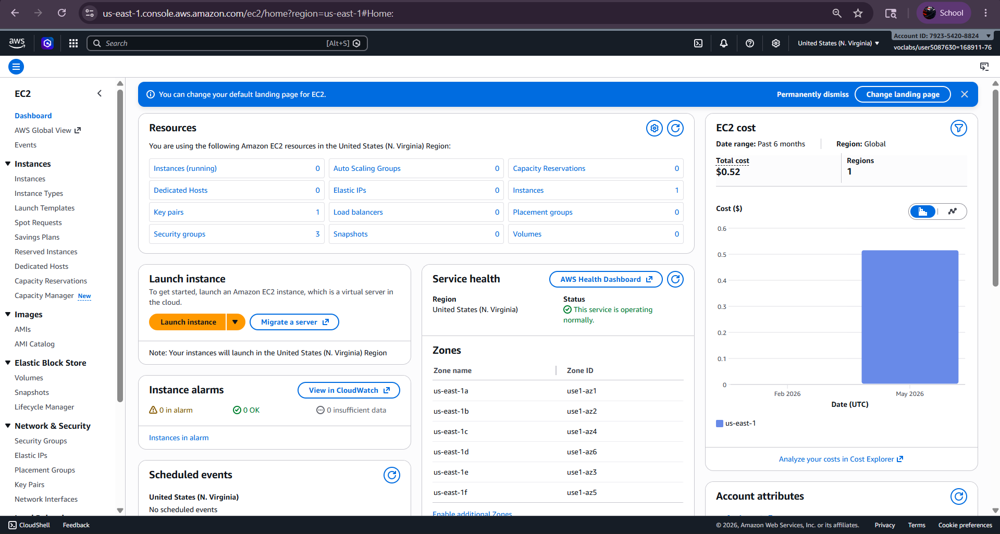 us-east-1.console.aws.amazon.com/ec2/home?region=us-east-1#Home:
School
aws
Search
[Alt+S]
United States (N. Virginia)
Account ID: 7923-5420-8824
voclabs/user5087630=168911-76
EC2
Dashboard
AWS Global View
Events
Instances
Instances
Instance Types
Launch Templates
Spot Requests
Savings Plans
Reserved Instances
Dedicated Hosts
Capacity Reservations
Capacity Manager New
Images
AMIs
AMI Catalog
Elastic Block Store
Volumes
Snapshots
Lifecycle Manager
Network & Security
Security Groups
Elastic IPs
Placement Groups
Key Pairs
Network Interfaces
You can change your default landing page for EC2.
Permanently dismiss
Change landing page
Resources
You are using the following Amazon EC2 resources in the United States (N. Virginia) Region:
Instances (running) 0
Auto Scaling Groups 0
Capacity Reservations 0
Dedicated Hosts 0
Elastic IPs 0
Instances 1
Key pairs 1
Load balancers 0
Placement groups 0
Security groups 3
Snapshots 0
Volumes 0
Launch instance
To get started, launch an Amazon EC2 instance, which is a virtual server in
the cloud.
Launch instance
Migrate a server
Note: Your instances will launch in the United States (N. Virginia) Region
Instance alarms
View in CloudWatch
0 in alarm
0 OK
0 insufficient data
Instances in alarm
Scheduled events
United States (N. Virginia)
No scheduled events
Service health
AWS Health Dashboard
Region
United States (N. Virginia)
Status
This service is operating
normally.
Zones
Zone name Zone ID
us-east-1a use1-az1
us-east-1b use1-az2
us-east-1c use1-az4
us-east-1d use1-az6
us-east-1e use1-az3
us-east-1f use1-az5
Enable additional Zones
EC2 cost
Date range: Past 6 months
Region: Global
Total cost
$0.52
Regions
1
Cost ($)
0.6
0.5
0.4
0.3
0.2
0.1
0
Feb 2026
May 2026
Date (UTC)
us-east-1
Analyze your costs in Cost Explorer
Account attributes
CloudShell
Feedback
© 2026, Amazon Web Services, Inc. or its affiliates.
Privacy
Terms
Cookie preferences